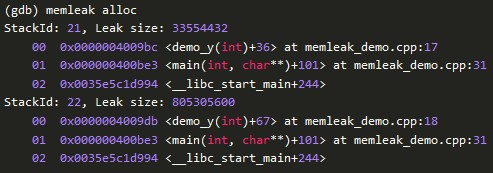 (gdb) memleak alloc
StackId: 21, Leak size: 33554432
00 0x0000004009bc <demo_y(int)+36> at memleak_demo.cpp:17
01 0x000000400be3 <main(int, char**)+101> at memleak_demo.cpp:31
02 0x0035e5c1d994 <__libc_start_main+244>
StackId: 22, Leak size: 805305600
00 0x0000004009db <demo_y(int)+67> at memleak_demo.cpp:18
01 0x000000400be3 <main(int, char**)+101> at memleak_demo.cpp:31
02 0x0035e5c1d994 <__libc_start_main+244>